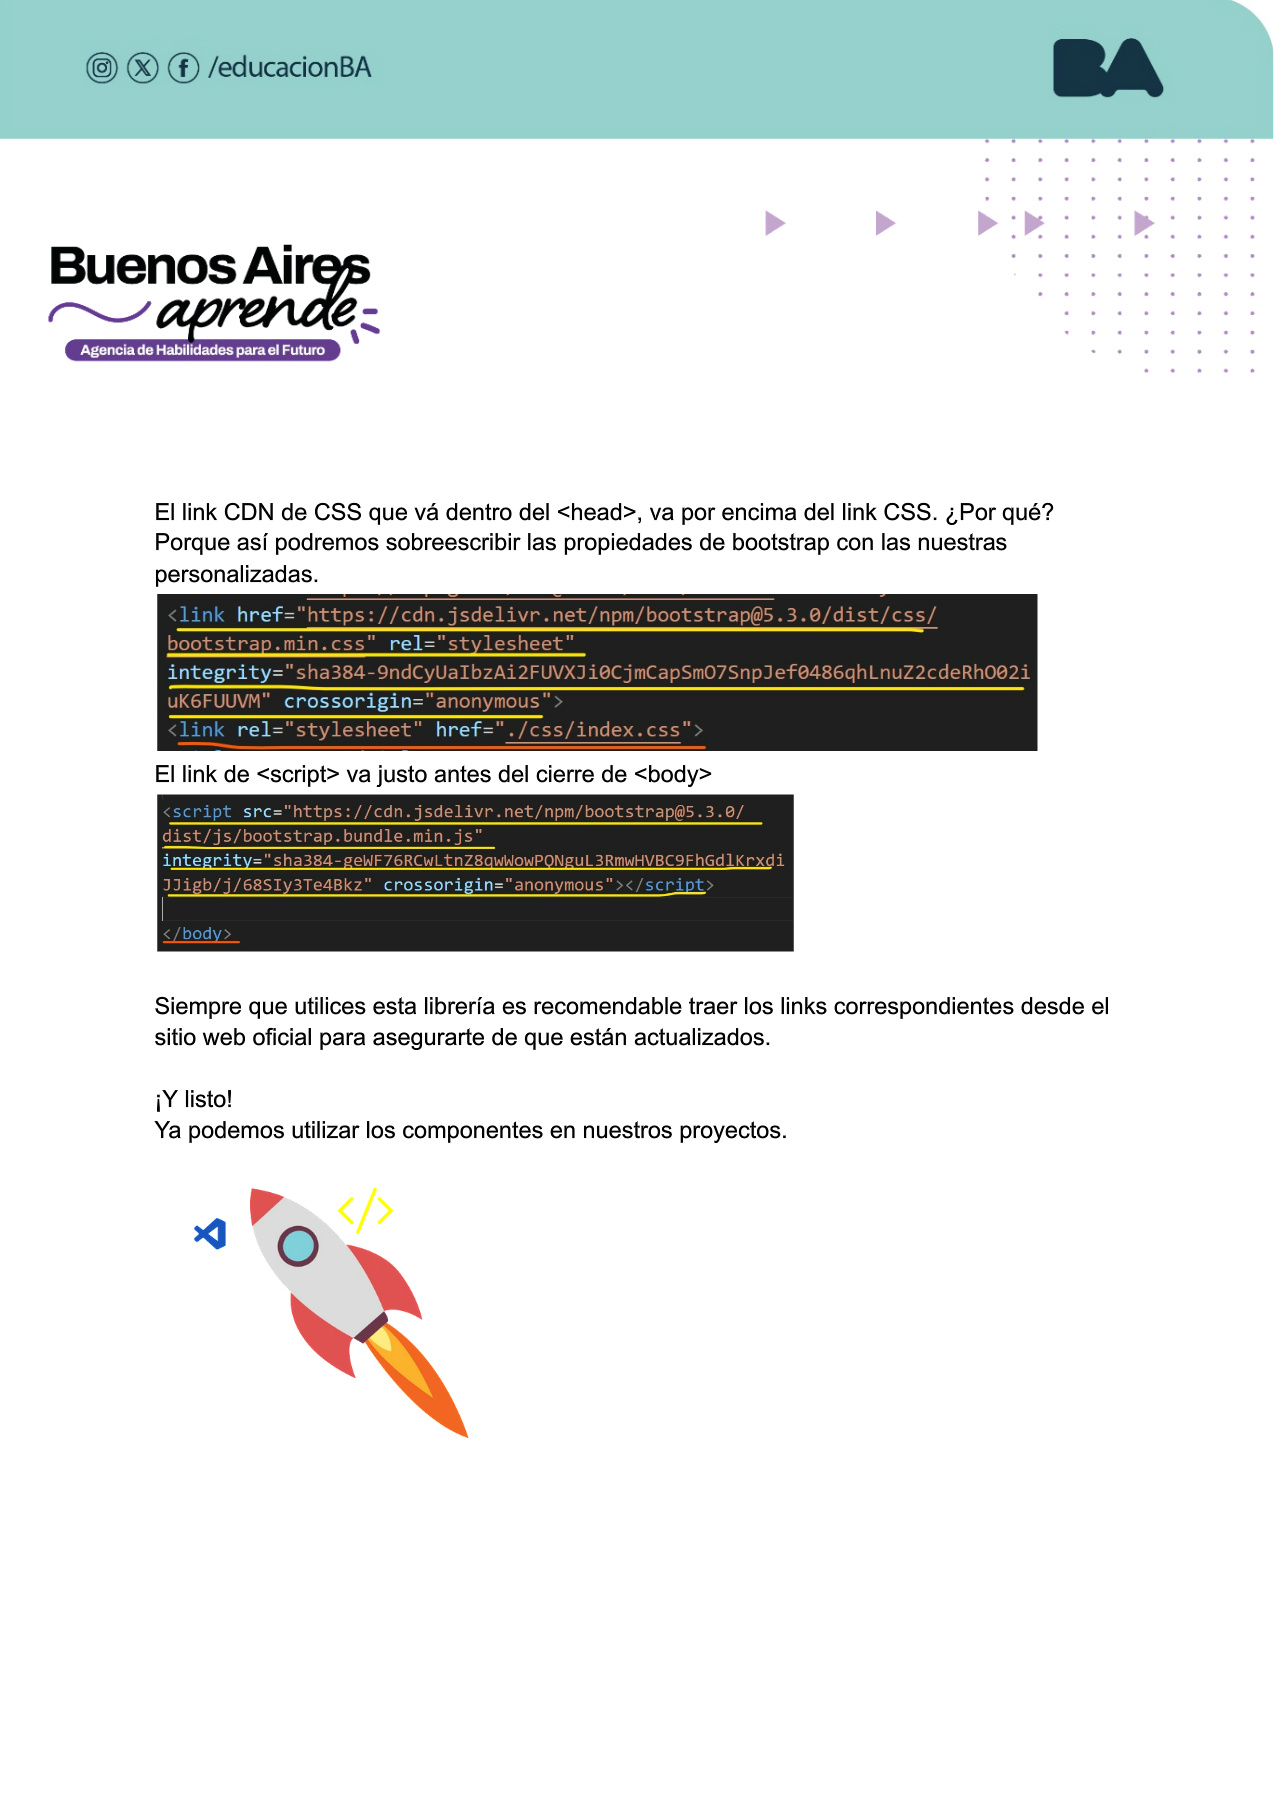 /educacionBA
BA
Buenos Aires
aprende
Agencia de Habilidades para el Futuro
El link CDN de CSS que vá dentro del <head>, va por encima del link CSS. ¿Por qué?
Porque así podremos sobreescribir las propiedades de bootstrap con las nuestras
personalizadas.
<link href="https://cdn.jsdelivr.net/npm/bootstrap@5.3.0/dist/css/
bootstrap.min.css" rel="stylesheet"
integrity="sha384-9ndCyUaIbzAi2FUVXJi0CjmCapSmO7SnpJef0486qhLnuZ2cdeRhO02i
uK6FUUVM" crossorigin="anonymous">
<link rel="stylesheet" href="./css/index.css">
El link de <script> va justo antes del cierre de <body>
<script src="https://cdn.jsdelivr.net/npm/bootstrap@5.3.0/
dist/js/bootstrap.bundle.min.js"
integrity="sha384-geWF76RCwLtnZ8qwWowPQNguL3RmwHVBC9FhGdlKrxdi
JJigb/j/68SIy3Te4Bkz" crossorigin="anonymous"></script>
</body>
Siempre que utilices esta librería es recomendable traer los links correspondientes desde el
sitio web oficial para asegurarte de que están actualizados.
¡Y listo!
Ya podemos utilizar los componentes en nuestros proyectos.
</>